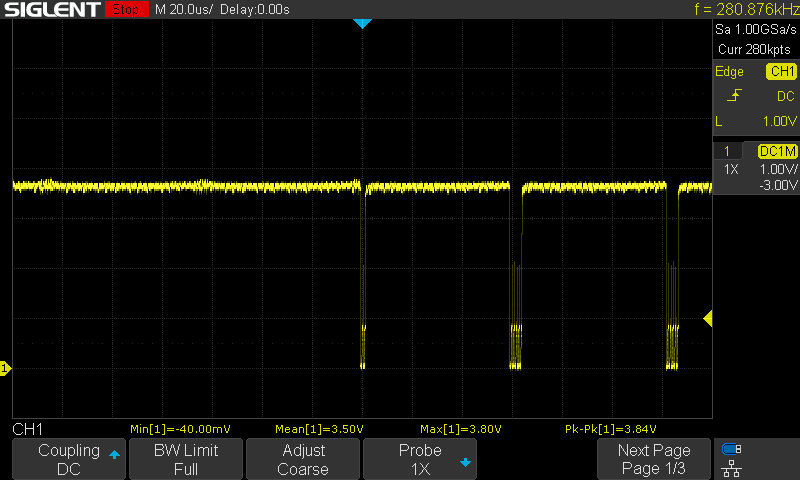 SIGLENT Stop M 20.0us/ Delay:0.00s f = 280.876kHz
Sa 1.00GSa/s
Curr 280kpts
Edge CH1
DC
L 1.00V
1 DC1M
1X 1.00V/
-3.00V
1
CH1 Min[1]=-40.00mV Mean[1]=3.50V Max[1]=3.80V Pk-Pk[1]=3.84V
Coupling BW Limit Adjust Probe Next Page
DC Full Coarse 1X Page 1/3